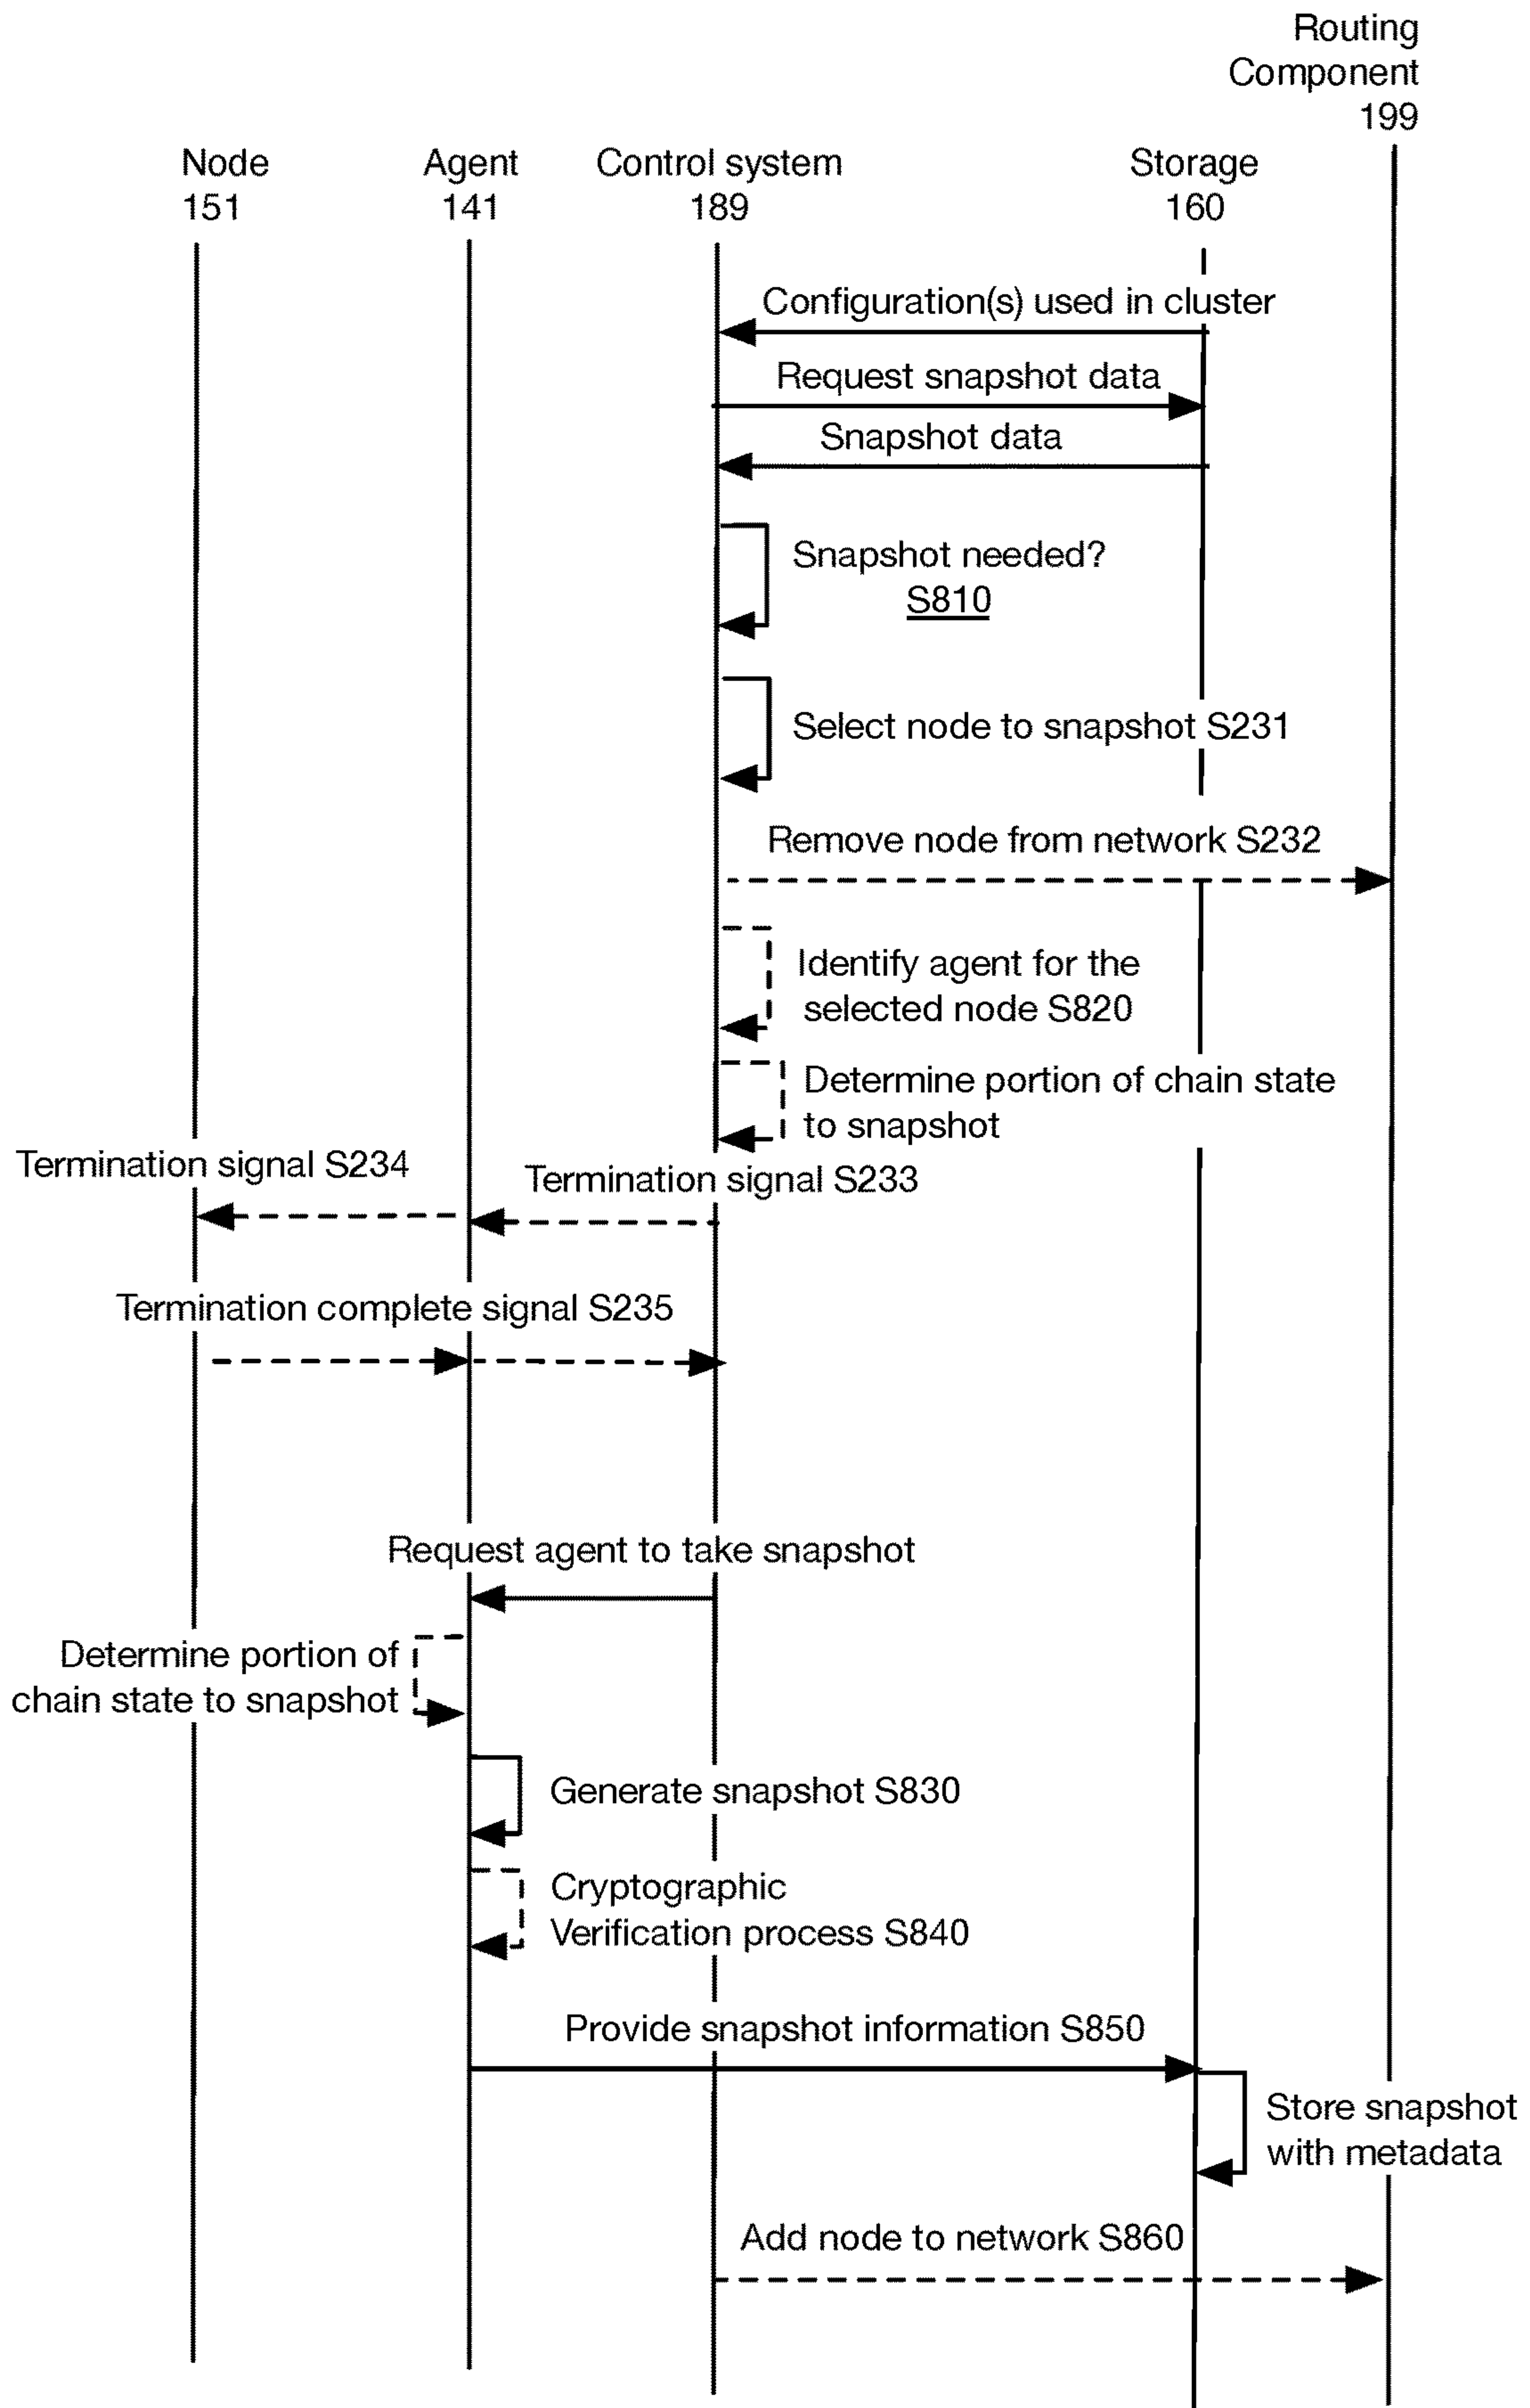 Routing
Component
199
Node
151
Agent
141
Control system
189
Storage
160
Configuration(s) used in cluster
Request snapshot data
Snapshot data
Snapshot needed?
S810
Select node to snapshot S231
Remove node from network S232
Identify agent for the
selected node S820
Determine portion of chain state
to snapshot
Termination signal S234
Termination signal S233
Termination complete signal S235
Request agent to take snapshot
Determine portion of
chain state to snapshot
Generate snapshot S830
Cryptographic
Verification process S840
Provide snapshot information S850
Store snapshot
with metadata
Add node to network S860